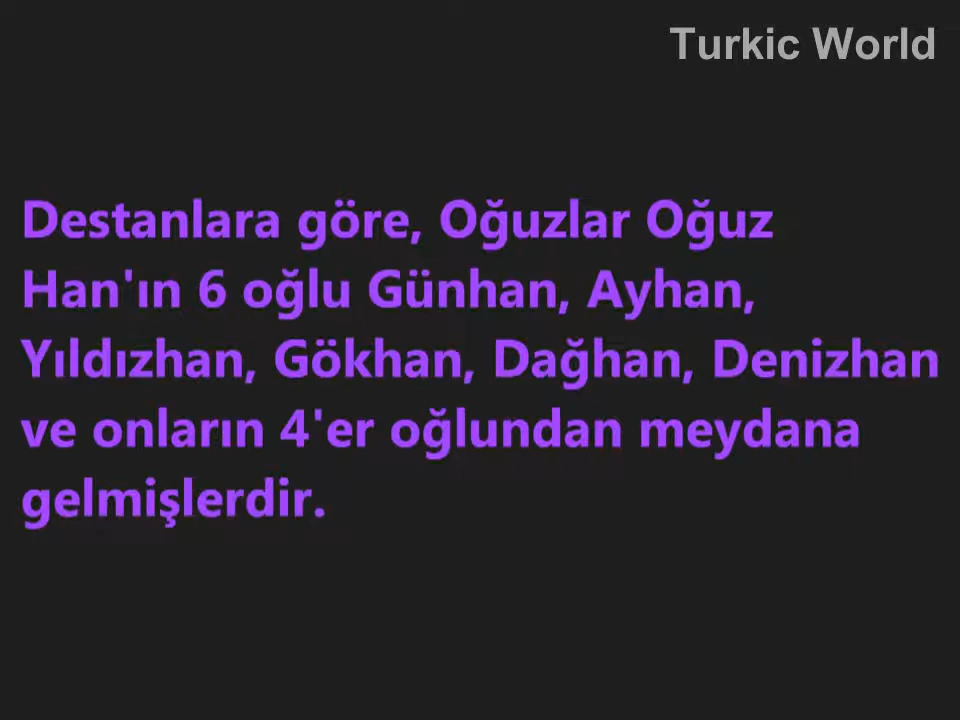 Turkic World
Destanlara göre, Oğuzlar Oğuz
Han'ın 6 oğlu Günhan, Ayhan,
Yıldızhan, Gökhan, Dağhan, Denizhan
ve onların 4'er oğlundan meydana
gelmişlerdir.